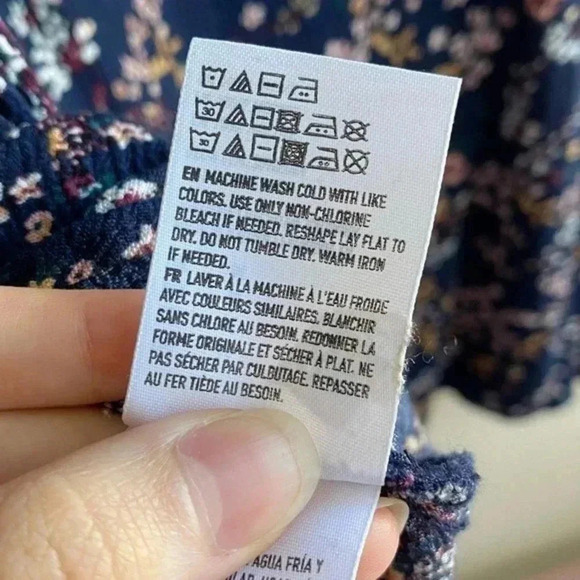 30
30
EN MACHINE WASH COLD WITH LIKE
COLORS. USE ONLY NON-CHLORINE
BLEACH IF NEEDED. RESHAPE LAY FLAT TO
DRY. DO NOT TUMBLE DRY. WARM IRON
IF NEEDED.
FR LAVER À LA MACHINE À L'EAU FROIDE
AVEC COULEURS SIMILAIRES. BLANCHIR
SANS CHLORE AU BESOIN. REDONNER LA
FORME ORIGINALE ET SÉCHER À PLAT. NE
PAS SÉCHER PAR CULBUTAGE. REPASSER
AU FER TIÈDE AU BESOIN.
AGUA FRÍA Y